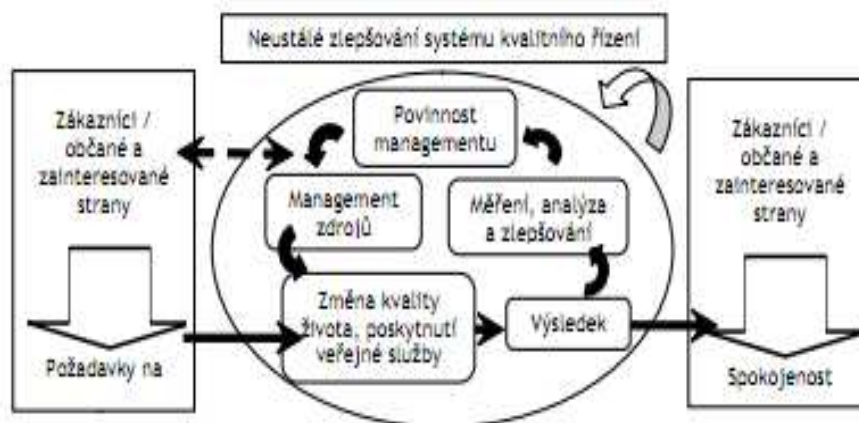 Neustálé zlepšování systému kvalitního řízení
Zákazníci /
občané a
zainteresované
strany
Požadavky na
Povinnost
managementu
Management
zdrojů
Měření, analýza
a zlepšování
Změna kvality
života, poskytnutí
veřejné služby
Výsledek
Zákazníci /
občané a
zainteresované
strany
Spokojenost